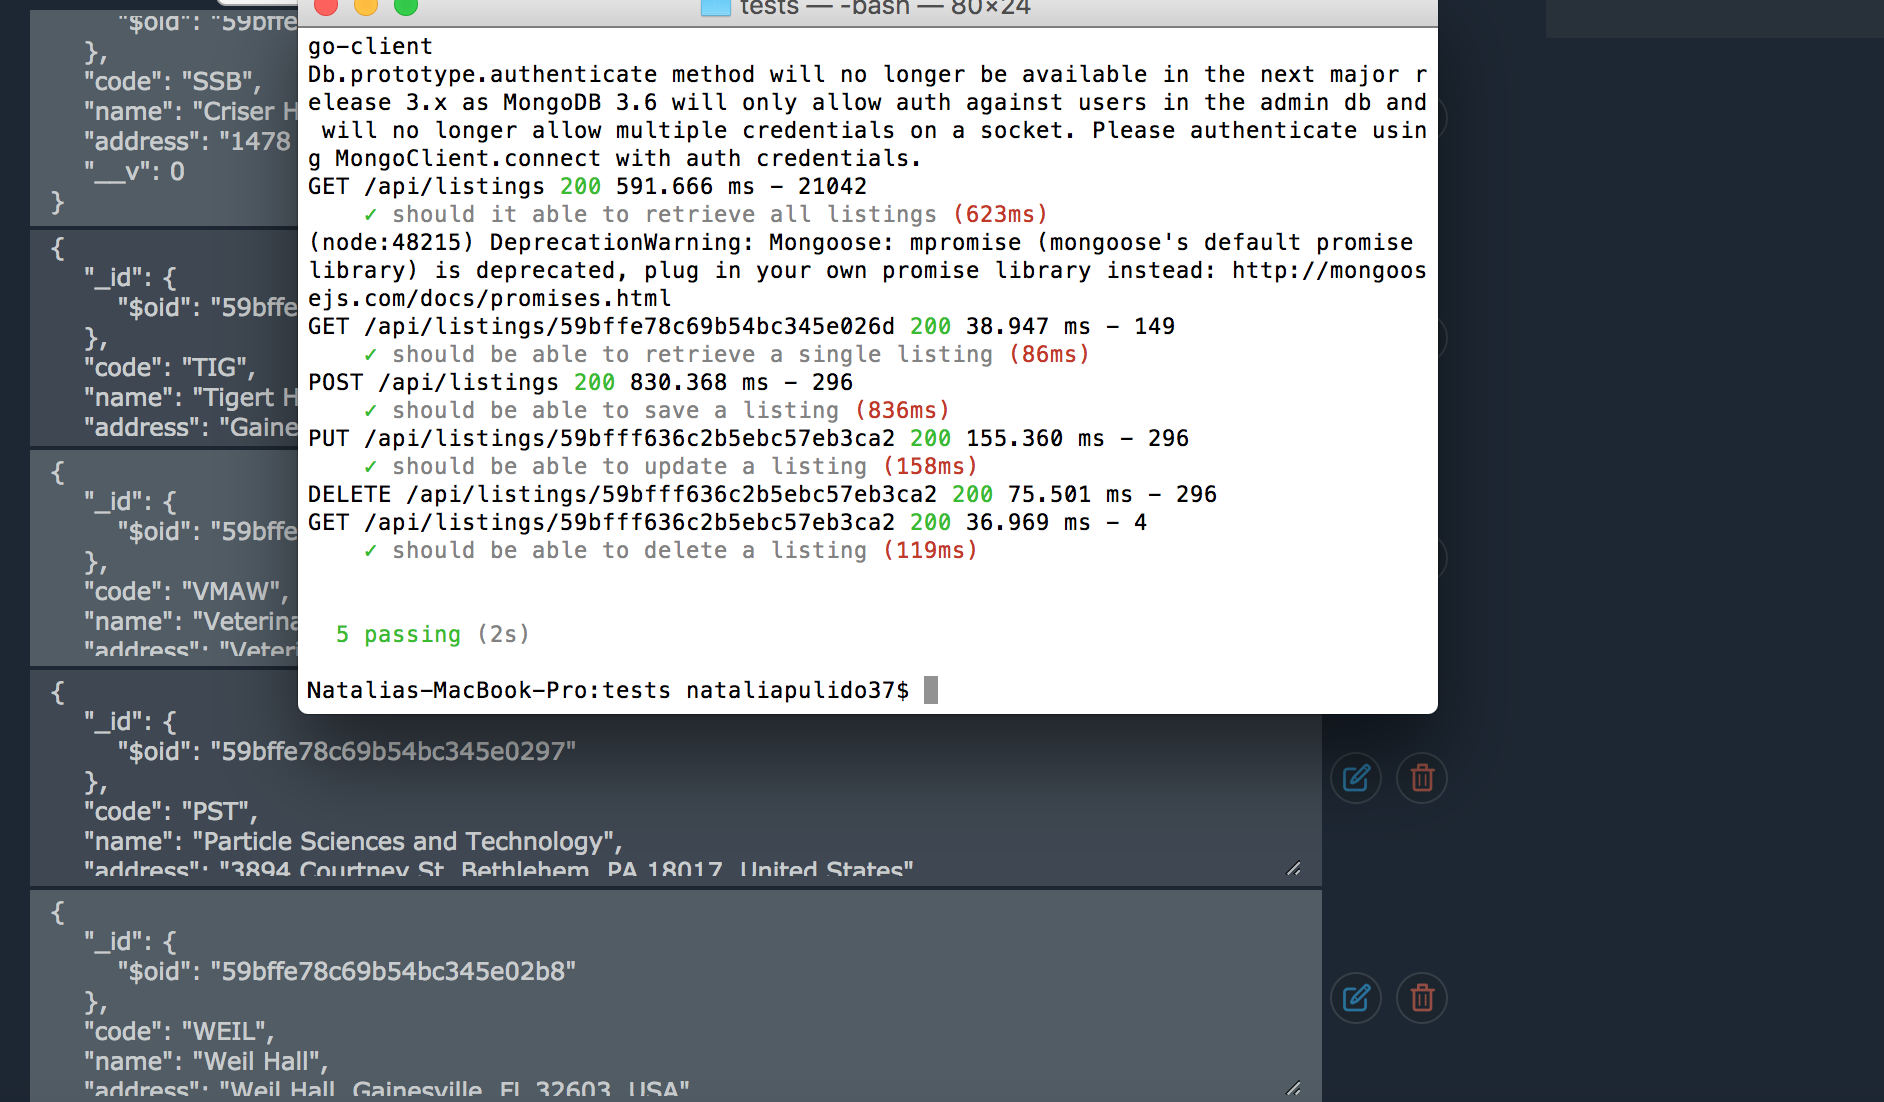 tests — -bash — 80×24
go-client
Db.prototype.authenticate method will no longer be available in the next major r
elease 3.x as MongoDB 3.6 will only allow auth against users in the admin db and
will no longer allow multiple credentials on a socket. Please authenticate usin
g MongoClient.connect with auth credentials.
GET /api/listings 200 591.666 ms - 21042
✓ should it able to retrieve all listings (623ms)
(node:48215) DeprecationWarning: Mongoose: mpromise (mongoose's default promise
library) is deprecated, plug in your own promise library instead: http://mongoos
ejs.com/docs/promises.html
GET /api/listings/59bffe78c69b54bc345e026d 200 38.947 ms - 149
✓ should be able to retrieve a single listing (86ms)
POST /api/listings 200 830.368 ms - 296
✓ should be able to save a listing (836ms)
PUT /api/listings/59bfff636c2b5ebc57eb3ca2 200 155.360 ms - 296
✓ should be able to update a listing (158ms)
DELETE /api/listings/59bfff636c2b5ebc57eb3ca2 200 75.501 ms - 296
GET /api/listings/59bfff636c2b5ebc57eb3ca2 200 36.969 ms - 4
✓ should be able to delete a listing (119ms)
5 passing (2s)
Natalias-MacBook-Pro:tests nataliapulido37$
"$oid": "59bffe
},
"code": "SSB",
"name": "Criser H
"address": "1478
"__v": 0
}
{
"_id": {
"$oid": "59bffe
},
"code": "TIG",
"name": "Tigert H
"address": "Gaine
{
"_id": {
"$oid": "59bffe
},
"code": "VMAW",
"name": "Veterina
"address": "Veteri
{
"_id": {
"$oid": "59bffe78c69b54bc345e0297"
},
"code": "PST",
"name": "Particle Sciences and Technology",
"address": "3894 Courtney St, Bethlehem, PA 18017, United States"
{
"_id": {
"$oid": "59bffe78c69b54bc345e02b8"
},
"code": "WEIL",
"name": "Weil Hall",
"address": "Weil Hall, Gainesville, FL 32603, USA"